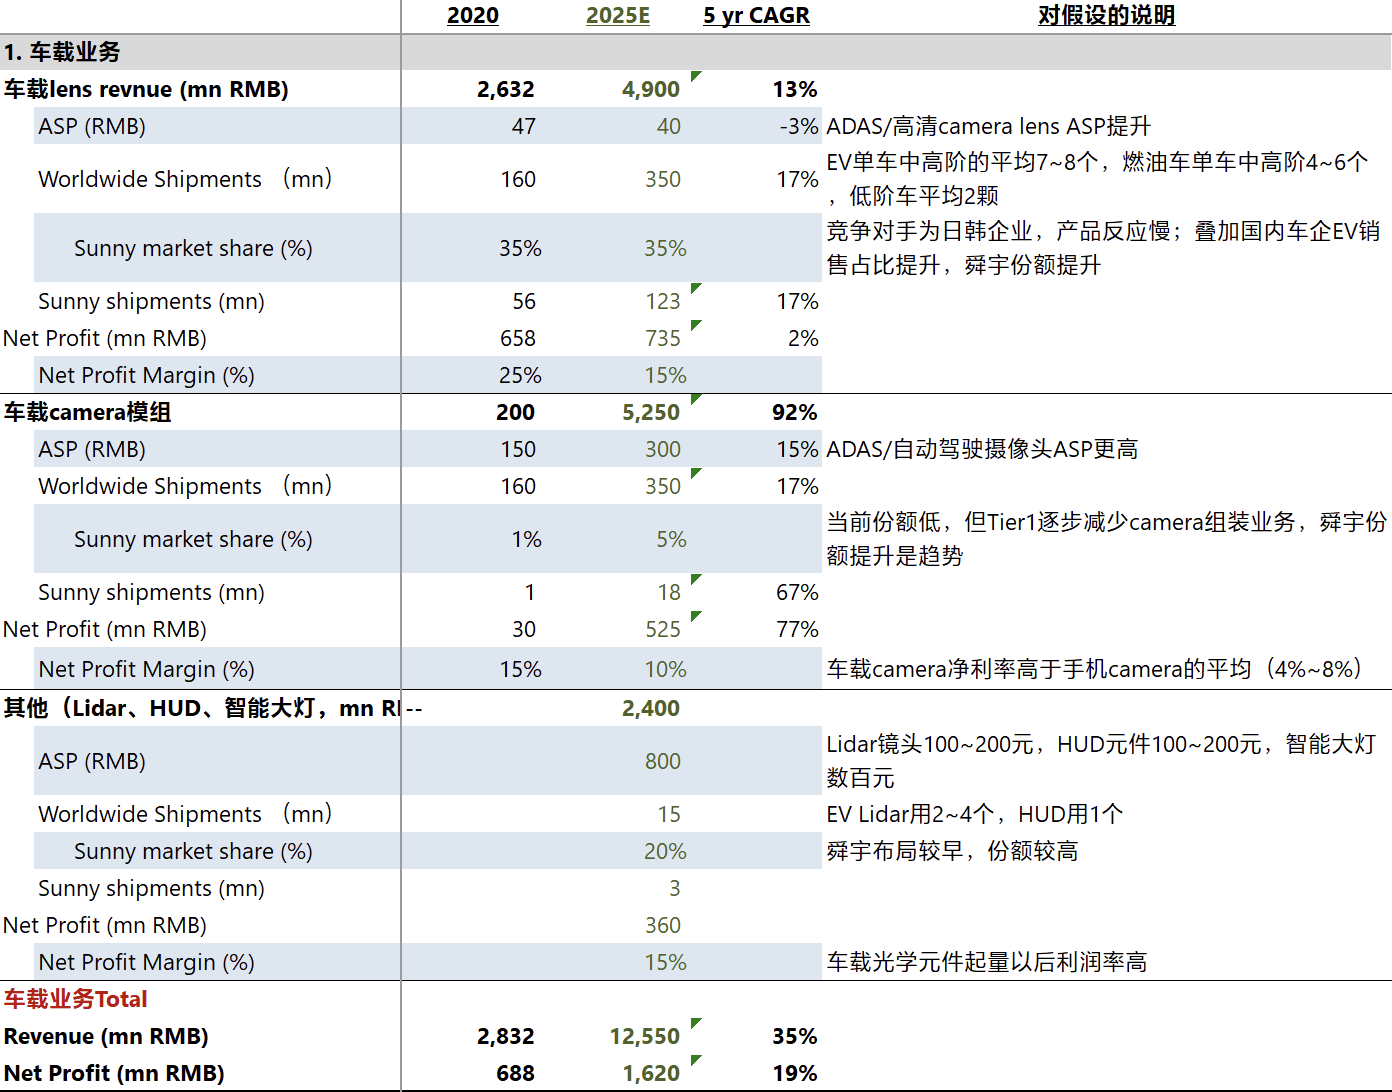 2020 2025E 5 yr CAGR 对假设的说明
1. 车载业务
车载lens revnue (mn RMB) 2,632 4,900 13%
ASP (RMB) 47 40 -3% ADAS/高清camera lens ASP提升
Worldwide Shipments （mn） 160 350 17% EV单车中高阶的平均7~8个，燃油车单车中高阶4~6个
，低阶车平均2颗
Sunny market share (%) 35% 35% 竞争对手为日韩企业，产品反应慢；叠加国内车企EV销
售占比提升，舜宇份额提升
Sunny shipments (mn) 56 123 17%
Net Profit (mn RMB) 658 735 2%
Net Profit Margin (%) 25% 15%
车载camera模组 200 5,250 92%
ASP (RMB) 150 300 15% ADAS/自动驾驶摄像头ASP更高
Worldwide Shipments （mn） 160 350 17%
Sunny market share (%) 1% 5% 当前份额低，但Tier1逐步减少camera组装业务，舜宇份
额提升是趋势
Sunny shipments (mn) 1 18 67%
Net Profit (mn RMB) 30 525 77%
Net Profit Margin (%) 15% 10% 车载camera净利率高于手机camera的平均（4%~8%）
其他（Lidar、HUD、智能大灯，mn RI -- 2,400
ASP (RMB) 800 Lidar镜头100~200元，HUD元件100~200元，智能大灯
数百元
Worldwide Shipments （mn） 15 EV Lidar用2~4个，HUD用1个
Sunny market share (%) 20% 舜宇布局较早，份额较高
Sunny shipments (mn) 3
Net Profit (mn RMB) 360
Net Profit Margin (%) 15% 车载光学元件起量以后利润率高
车载业务Total
Revenue (mn RMB) 2,832 12,550 35%
Net Profit (mn RMB) 688 1,620 19%